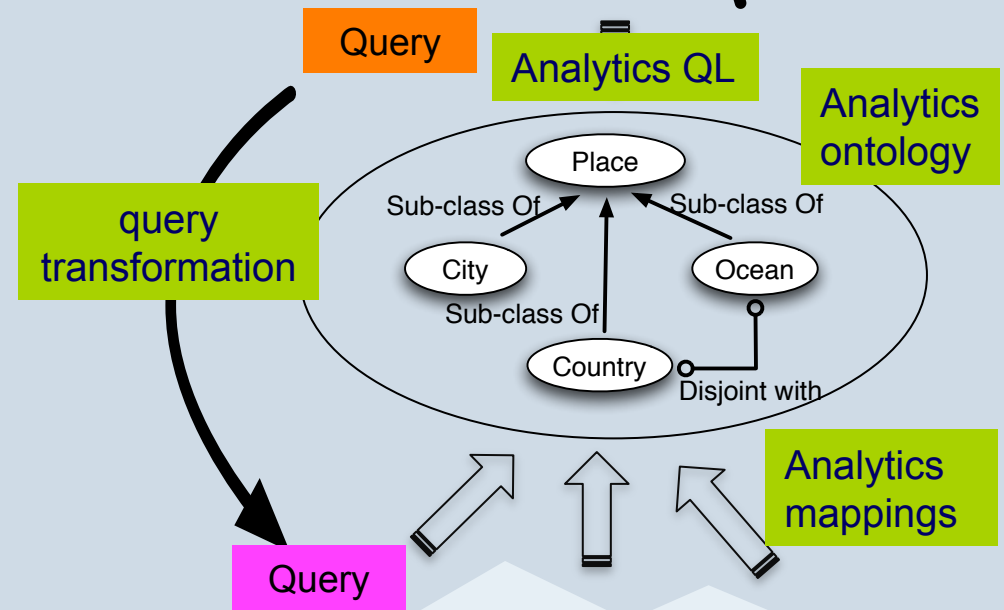 Query
Analytics QL
Analytics
ontology
Place
Sub-class Of
Sub-class Of
query
transformation
City
Ocean
Sub-class Of
Country
Disjoint with
Analytics
mappings
Query